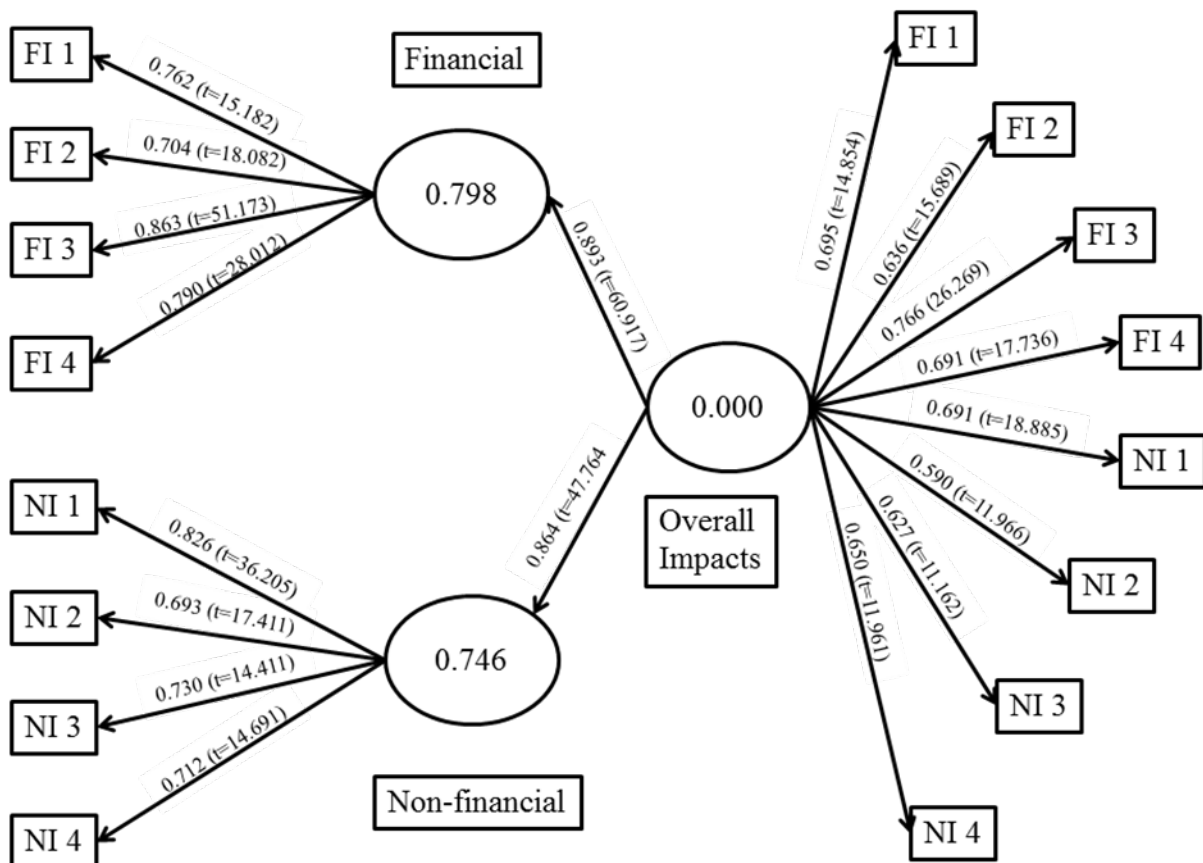 FI 1
FI 2
FI 3
FI 4
0.762 (t=15.182)
0.704 (t=18.082)
0.863 (t=51.173)
0.790 (t=28.012)
Financial
0.798
0.893 (t=60.917)
NI 1
NI 2
NI 3
NI 4
0.826 (t=36.205)
0.693 (t=17.411)
0.730 (t=14.411)
0.712 (t=14.691)
0.746
Non-financial
0.864 (t=47.764
0.000
Overall
Impacts
0.695 (t=14.854)
0.636 (t=15.689)
0.766 (26.269)
0.691 (t=17.736)
0.691 (t=18.885)
0.590 (t=11.966)
0.627 (t=11.162)
0.650 (t=11.961)
FI 1
FI 2
FI 3
FI 4
NI 1
NI 2
NI 3
NI 4